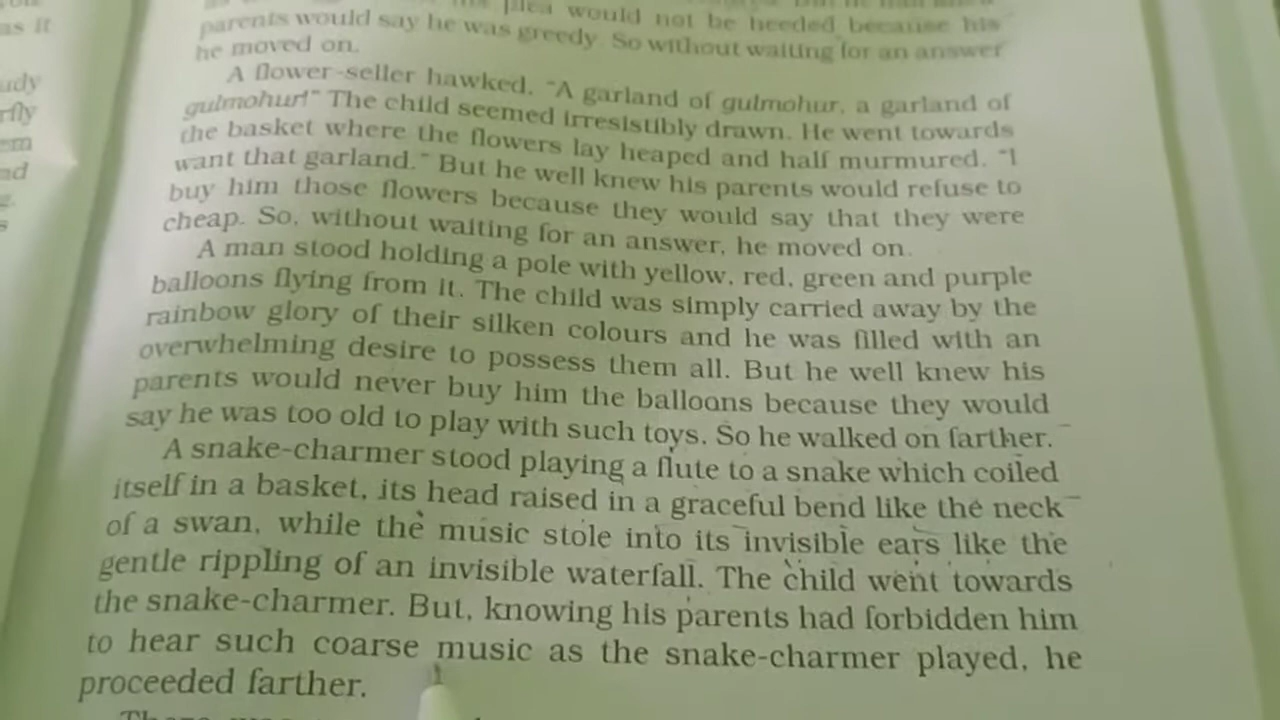 as it
plea would not be heeded because his
parents would say he was greedy. So without waiting for an answer
he moved on.
A flower-seller hawked, "A garland of gulmohur, a garland of
gulmohur!" The child seemed irresistibly drawn. He went towards
the basket where the flowers lay heaped and half murmured, "I
want that garland." But he well knew his parents would refuse to
buy him those flowers because they would say that they were
cheap. So, without waiting for an answer, he moved on.
A man stood holding a pole with yellow, red, green and purple
balloons flying from it. The child was simply carried away by the
rainbow glory of their silken colours and he was filled with an
overwhelming desire to possess them all. But he well knew his
parents would never buy him the balloons because they would
say he was too old to play with such toys. So he walked on farther.
A snake-charmer stood playing a flute to a snake which coiled
itself in a basket, its head raised in a graceful bend like the neck
of a swan, while the music stole into its invisible ears like the
gentle rippling of an invisible waterfall. The child went towards
the snake-charmer. But, knowing his parents had forbidden him
to hear such coarse music as the snake-charmer played, he
proceeded farther.